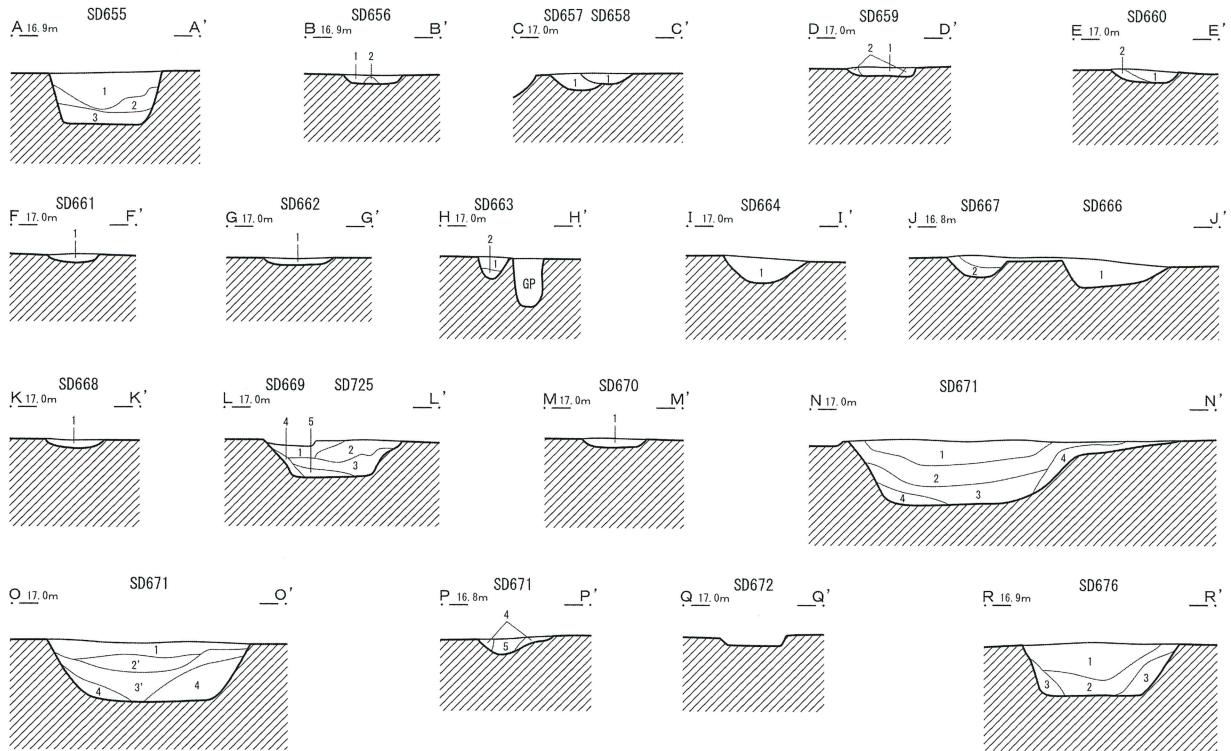 SD655
A 16.9m A'
1
2
3
SD656
B 16.9m B'
1 2
SD657 SD658
C 17.0m C'
1 1
SD659
D 17.0m D'
2 1
SD660
E 17.0m E'
2
1
SD661
F 17.0m F'
1
SD662
G 17.0m G'
1
SD663
H 17.0m H'
2
1
GP
SD664
I 17.0m I'
1
SD667 SD666
J 16.8m J'
2 1
SD668
K 17.0m K'
1
SD669 SD725
L 17.0m L'
4 5
1 2
3
SD670
M 17.0m M'
1
SD671
N 17.0m N'
1
2
3
4
4
SD671
O 17.0m O'
1
2'
3'
4 4
SD671
P 16.8m P'
4
5
SD672
Q 17.0m Q'
SD676
R 16.9m R'
1
2
3 3